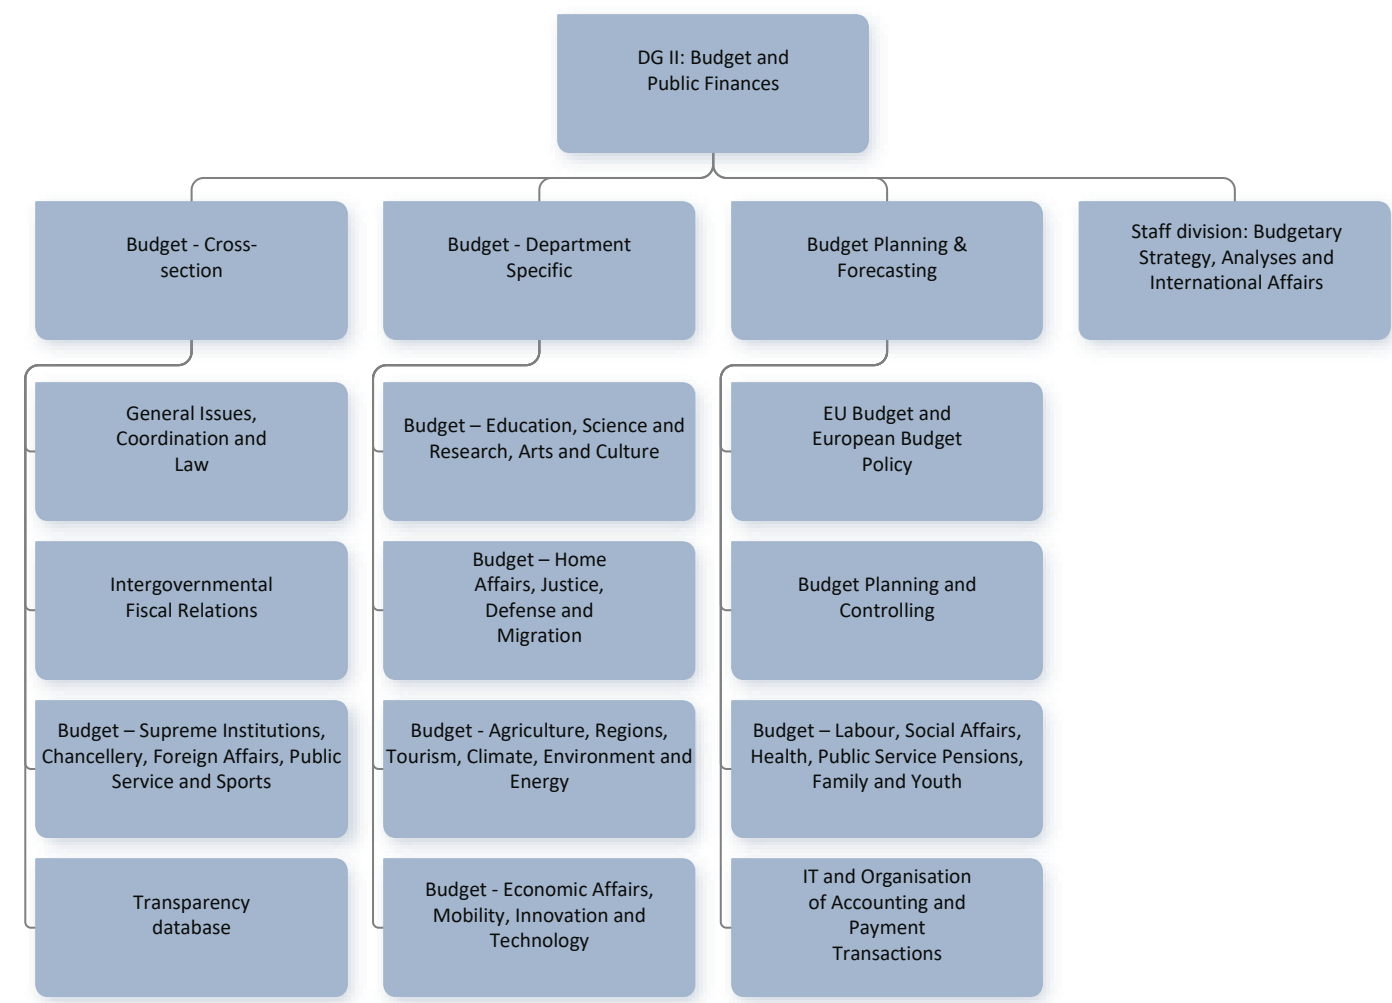 DG II: Budget and
Public Finances
Budget - Cross-
section
Budget - Department
Specific
Budget Planning &
Forecasting
Staff division: Budgetary
Strategy, Analyses and
International Affairs
General Issues,
Coordination and
Law
Budget – Education, Science and
Research, Arts and Culture
EU Budget and
European Budget
Policy
Intergovernmental
Fiscal Relations
Budget – Home
Affairs, Justice,
Defense and
Migration
Budget Planning and
Controlling
Budget – Supreme Institutions,
Chancellery, Foreign Affairs, Public
Service and Sports
Budget - Agriculture, Regions,
Tourism, Climate, Environment and
Energy
Budget – Labour, Social Affairs,
Health, Public Service Pensions,
Family and Youth
Transparency
database
Budget - Economic Affairs,
Mobility, Innovation and
Technology
IT and Organisation
of Accounting and
Payment
Transactions